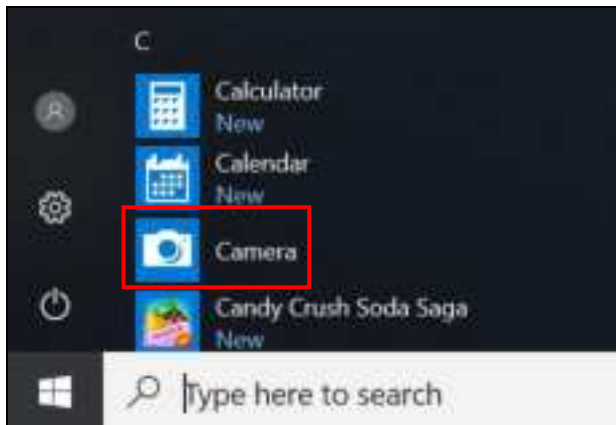 C
Calculator
New
Calendar
New
Camera
Candy Crush Soda Saga
New
Type here to search